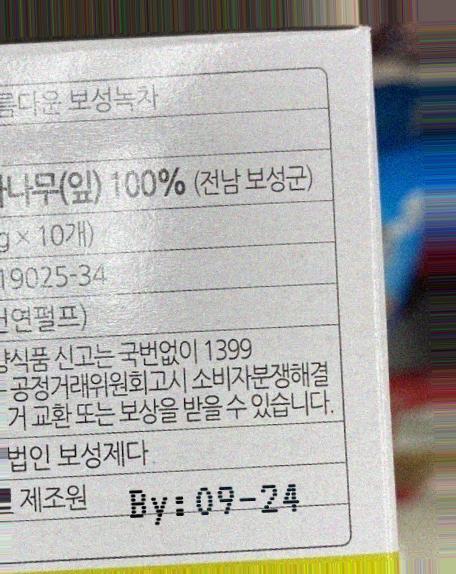 름다운 보성녹차
나무(잎) 100% (전남 보성군)
g × 10개)
19025-34
천연펄프)
량식품 신고는 국번없이 1399
공정거래위원회고시 소비자분쟁해결
거 교환 또는 보상을 받을 수 있습니다.
법인 보성제다
제조원 By:09-24